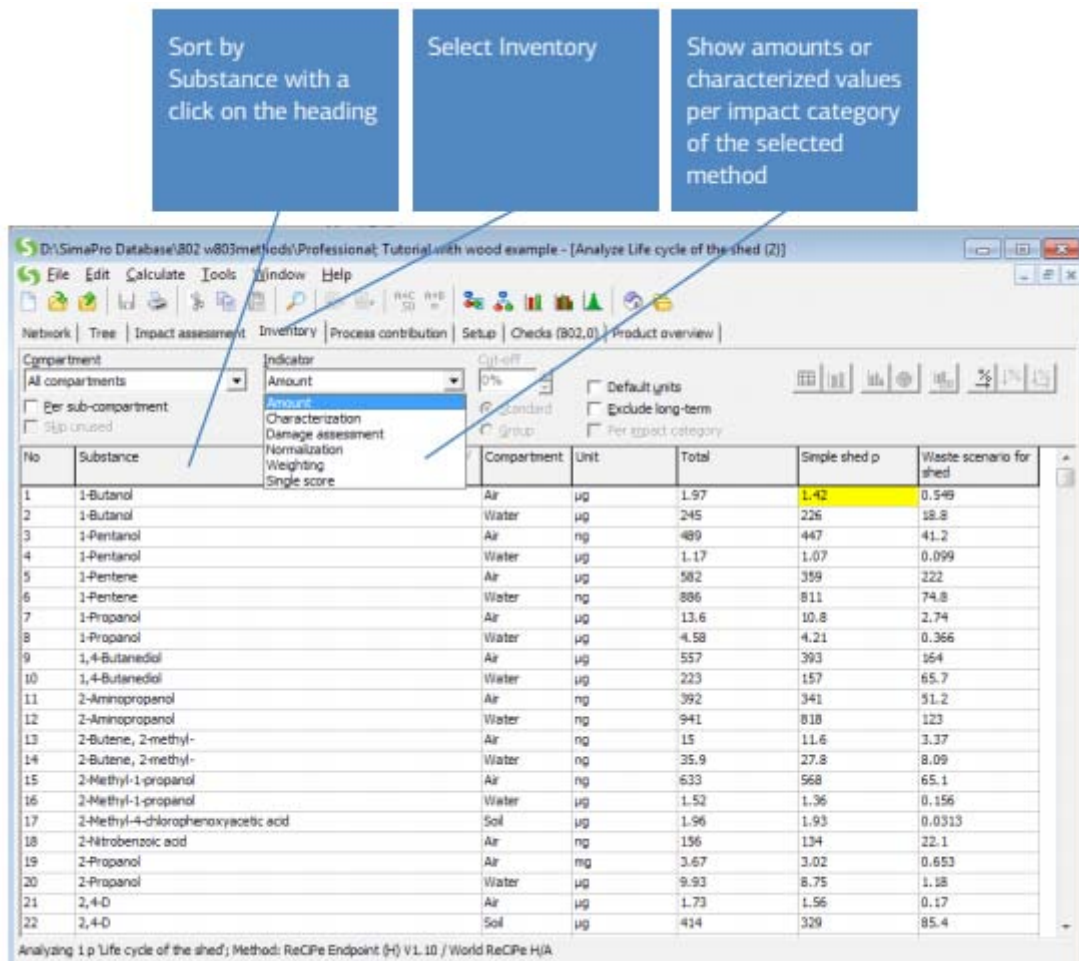 Sort by
Substance with a
click on the heading
Select Inventory
Show amounts or
characterized values
per impact category
of the selected
method
D:\SimaPro Database\802 w803methods\Professional; Tutorial with wood example - [Analyze Life cycle of the shed (2)]
File Edit Calculate Tools Window Help
Network Tree Impact assessment Inventory Process contribution Setup Checks (802,0) Product overview
Compartment Indicator Cut-off
All compartments Amount 0% Default units
Per sub-compartment Amount Standard Exclude long-term
Skip unused Characterization Group Per impact category
Damage assessment
Normalization
Weighting
Single score
No Substance Compartment Unit Total Simple shed p Waste scenario for
shed
1 1-Butanol Air µg 1.97 1.42 0.549
2 1-Butanol Water µg 245 226 18.8
3 1-Pentanol Air ng 489 447 41.2
4 1-Pentanol Water µg 1.17 1.07 0.099
5 1-Pentene Air µg 582 359 222
6 1-Pentene Water ng 886 811 74.8
7 1-Propanol Air µg 13.6 10.8 2.74
8 1-Propanol Water µg 4.58 4.21 0.366
9 1,4-Butanediol Air µg 557 393 164
10 1,4-Butanediol Water µg 223 157 65.7
11 2-Aminopropanol Air ng 392 341 51.2
12 2-Aminopropanol Water ng 941 818 123
13 2-Butene, 2-methyl- Air ng 15 11.6 3.37
14 2-Butene, 2-methyl- Water ng 35.9 27.8 8.09
15 2-Methyl-1-propanol Air ng 633 568 65.1
16 2-Methyl-1-propanol Water µg 1.52 1.36 0.156
17 2-Methyl-4-chlorophenoxyacetic acid Soil µg 1.96 1.93 0.0313
18 2-Nitrobenzoic acid Air ng 156 134 22.1
19 2-Propanol Air mg 3.67 3.02 0.653
20 2-Propanol Water µg 9.93 8.75 1.18
21 2,4-D Air µg 1.73 1.56 0.17
22 2,4-D Soil µg 414 329 85.4
Analyzing 1 p 'Life cycle of the shed'; Method: ReCiPe Endpoint (H) V1.10 / World ReCiPe H/A